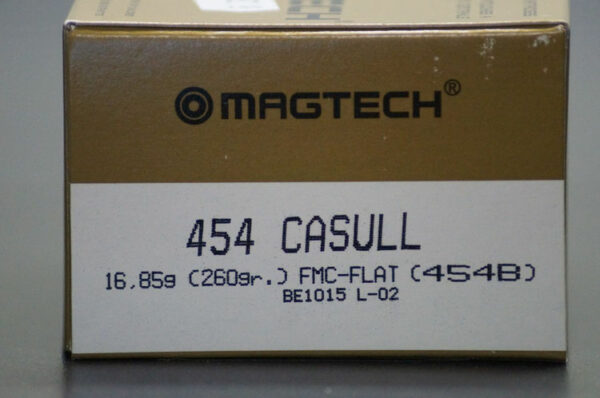 MAGTECH®
454 CASULL
16,85g (260gr.) FMC-FLAT (454B)
BE1015 L-02